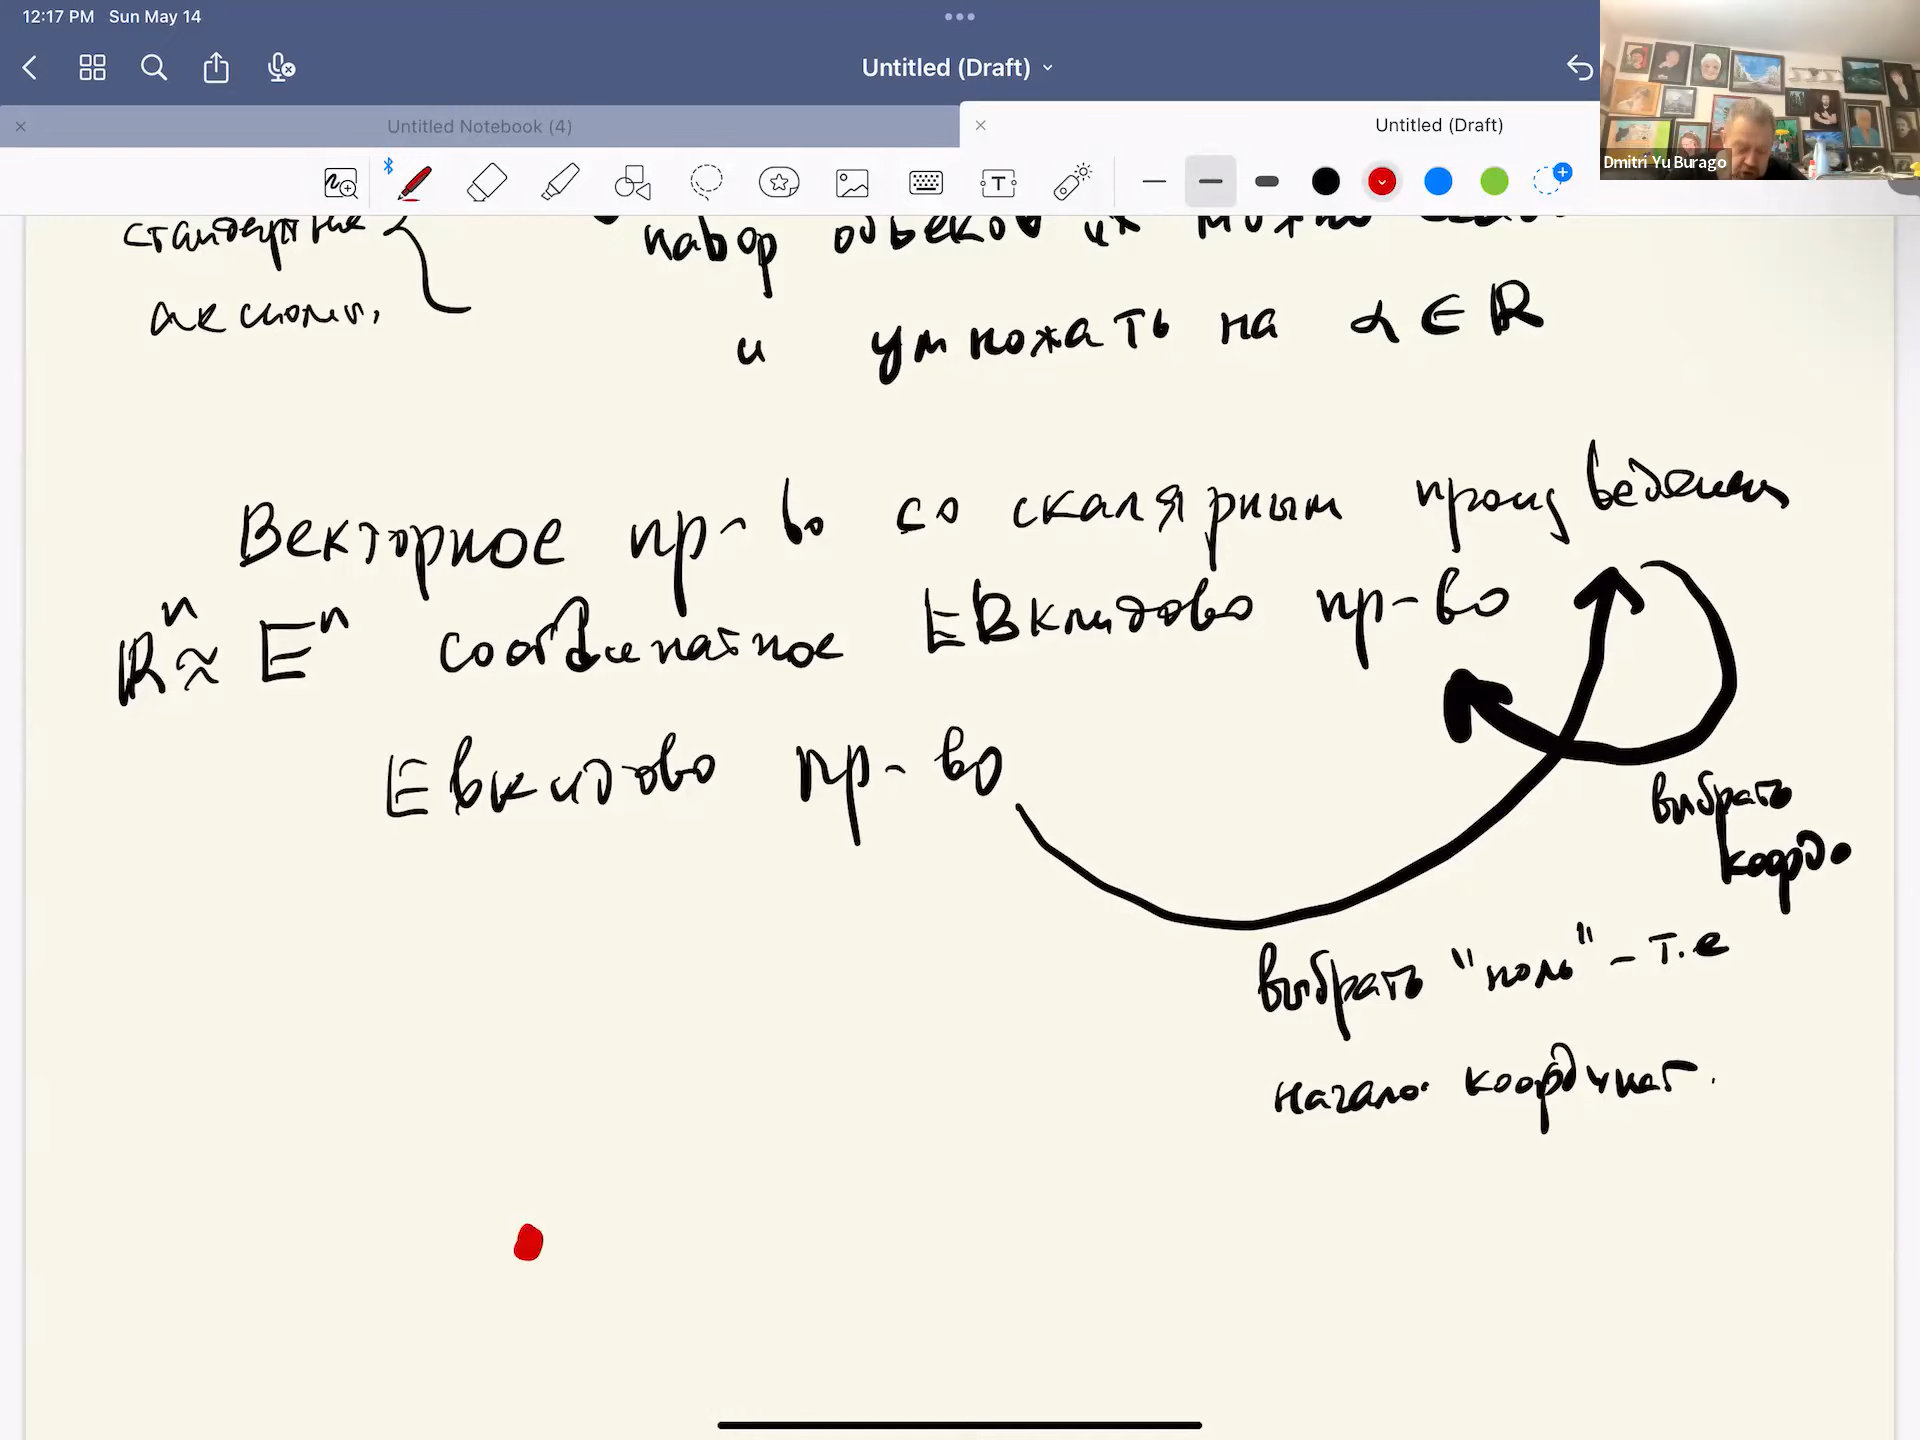 12:17 PM Sun May 14
Untitled (Draft)
Untitled Notebook (4)
Untitled (Draft)
Dmitri Yu Burago
стандартные
аксиомы,
набор объектов их можно
и умножать на α ∈ ℝ
Векторное пр-во со скалярным произведением
ℝⁿ ≈ Eⁿ координатное Евклидово пр-во
Евклидово пр-во
выбрать
коорд.
выбрать "ноль" - т.е
начало координат.